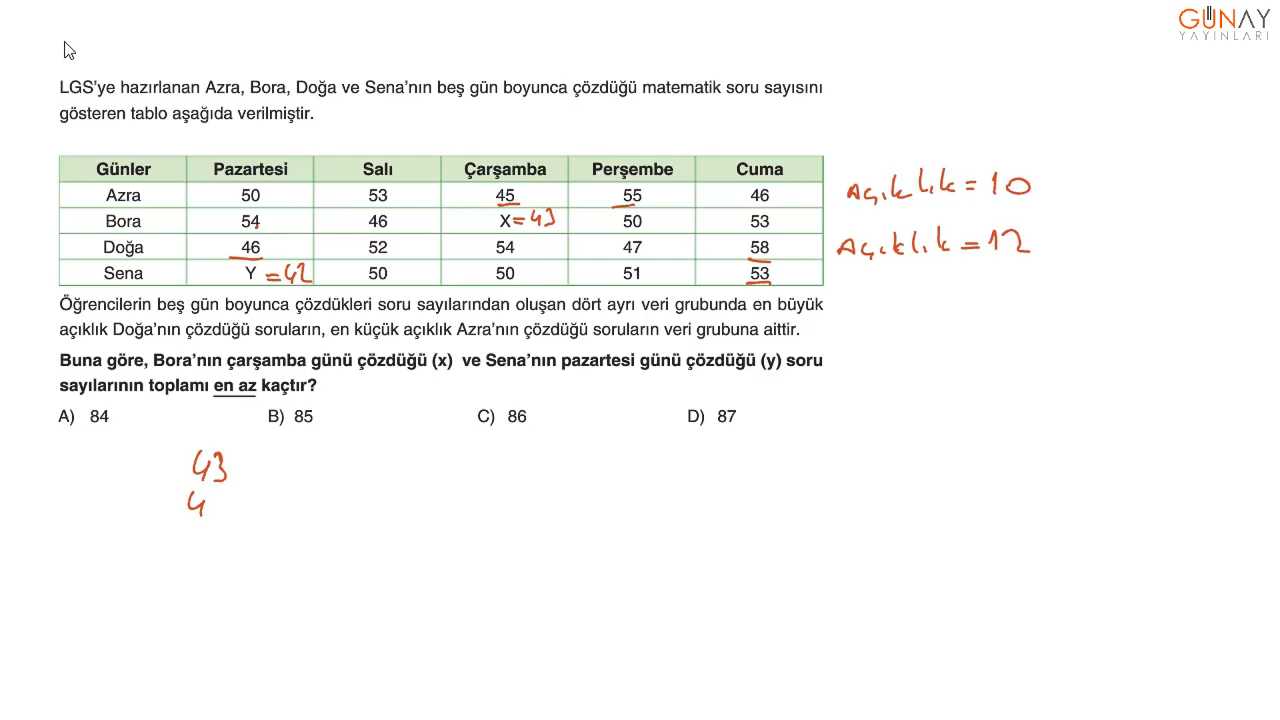 GÜNAY
YAYINLARI
LGS'ye hazırlanan Azra, Bora, Doğa ve Sena'nın beş gün boyunca çözdüğü matematik soru sayısını
gösteren tablo aşağıda verilmiştir.
Günler Pazartesi Salı Çarşamba Perşembe Cuma
Azra 50 53 45 55 46
Bora 54 46 X = 43 50 53
Doğa 46 52 54 47 58
Sena Y = 42 50 50 51 53
Açıklık = 10
Açıklık = 12
Öğrencilerin beş gün boyunca çözdükleri soru sayılarından oluşan dört ayrı veri grubunda en büyük
açıklık Doğa'nın çözdüğü soruların, en küçük açıklık Azra'nın çözdüğü soruların veri grubuna aittir.
Buna göre, Bora'nın çarşamba günü çözdüğü (x) ve Sena'nın pazartesi günü çözdüğü (y) soru
sayılarının toplamı en az kaçtır?
A) 84 B) 85 C) 86 D) 87
43
4